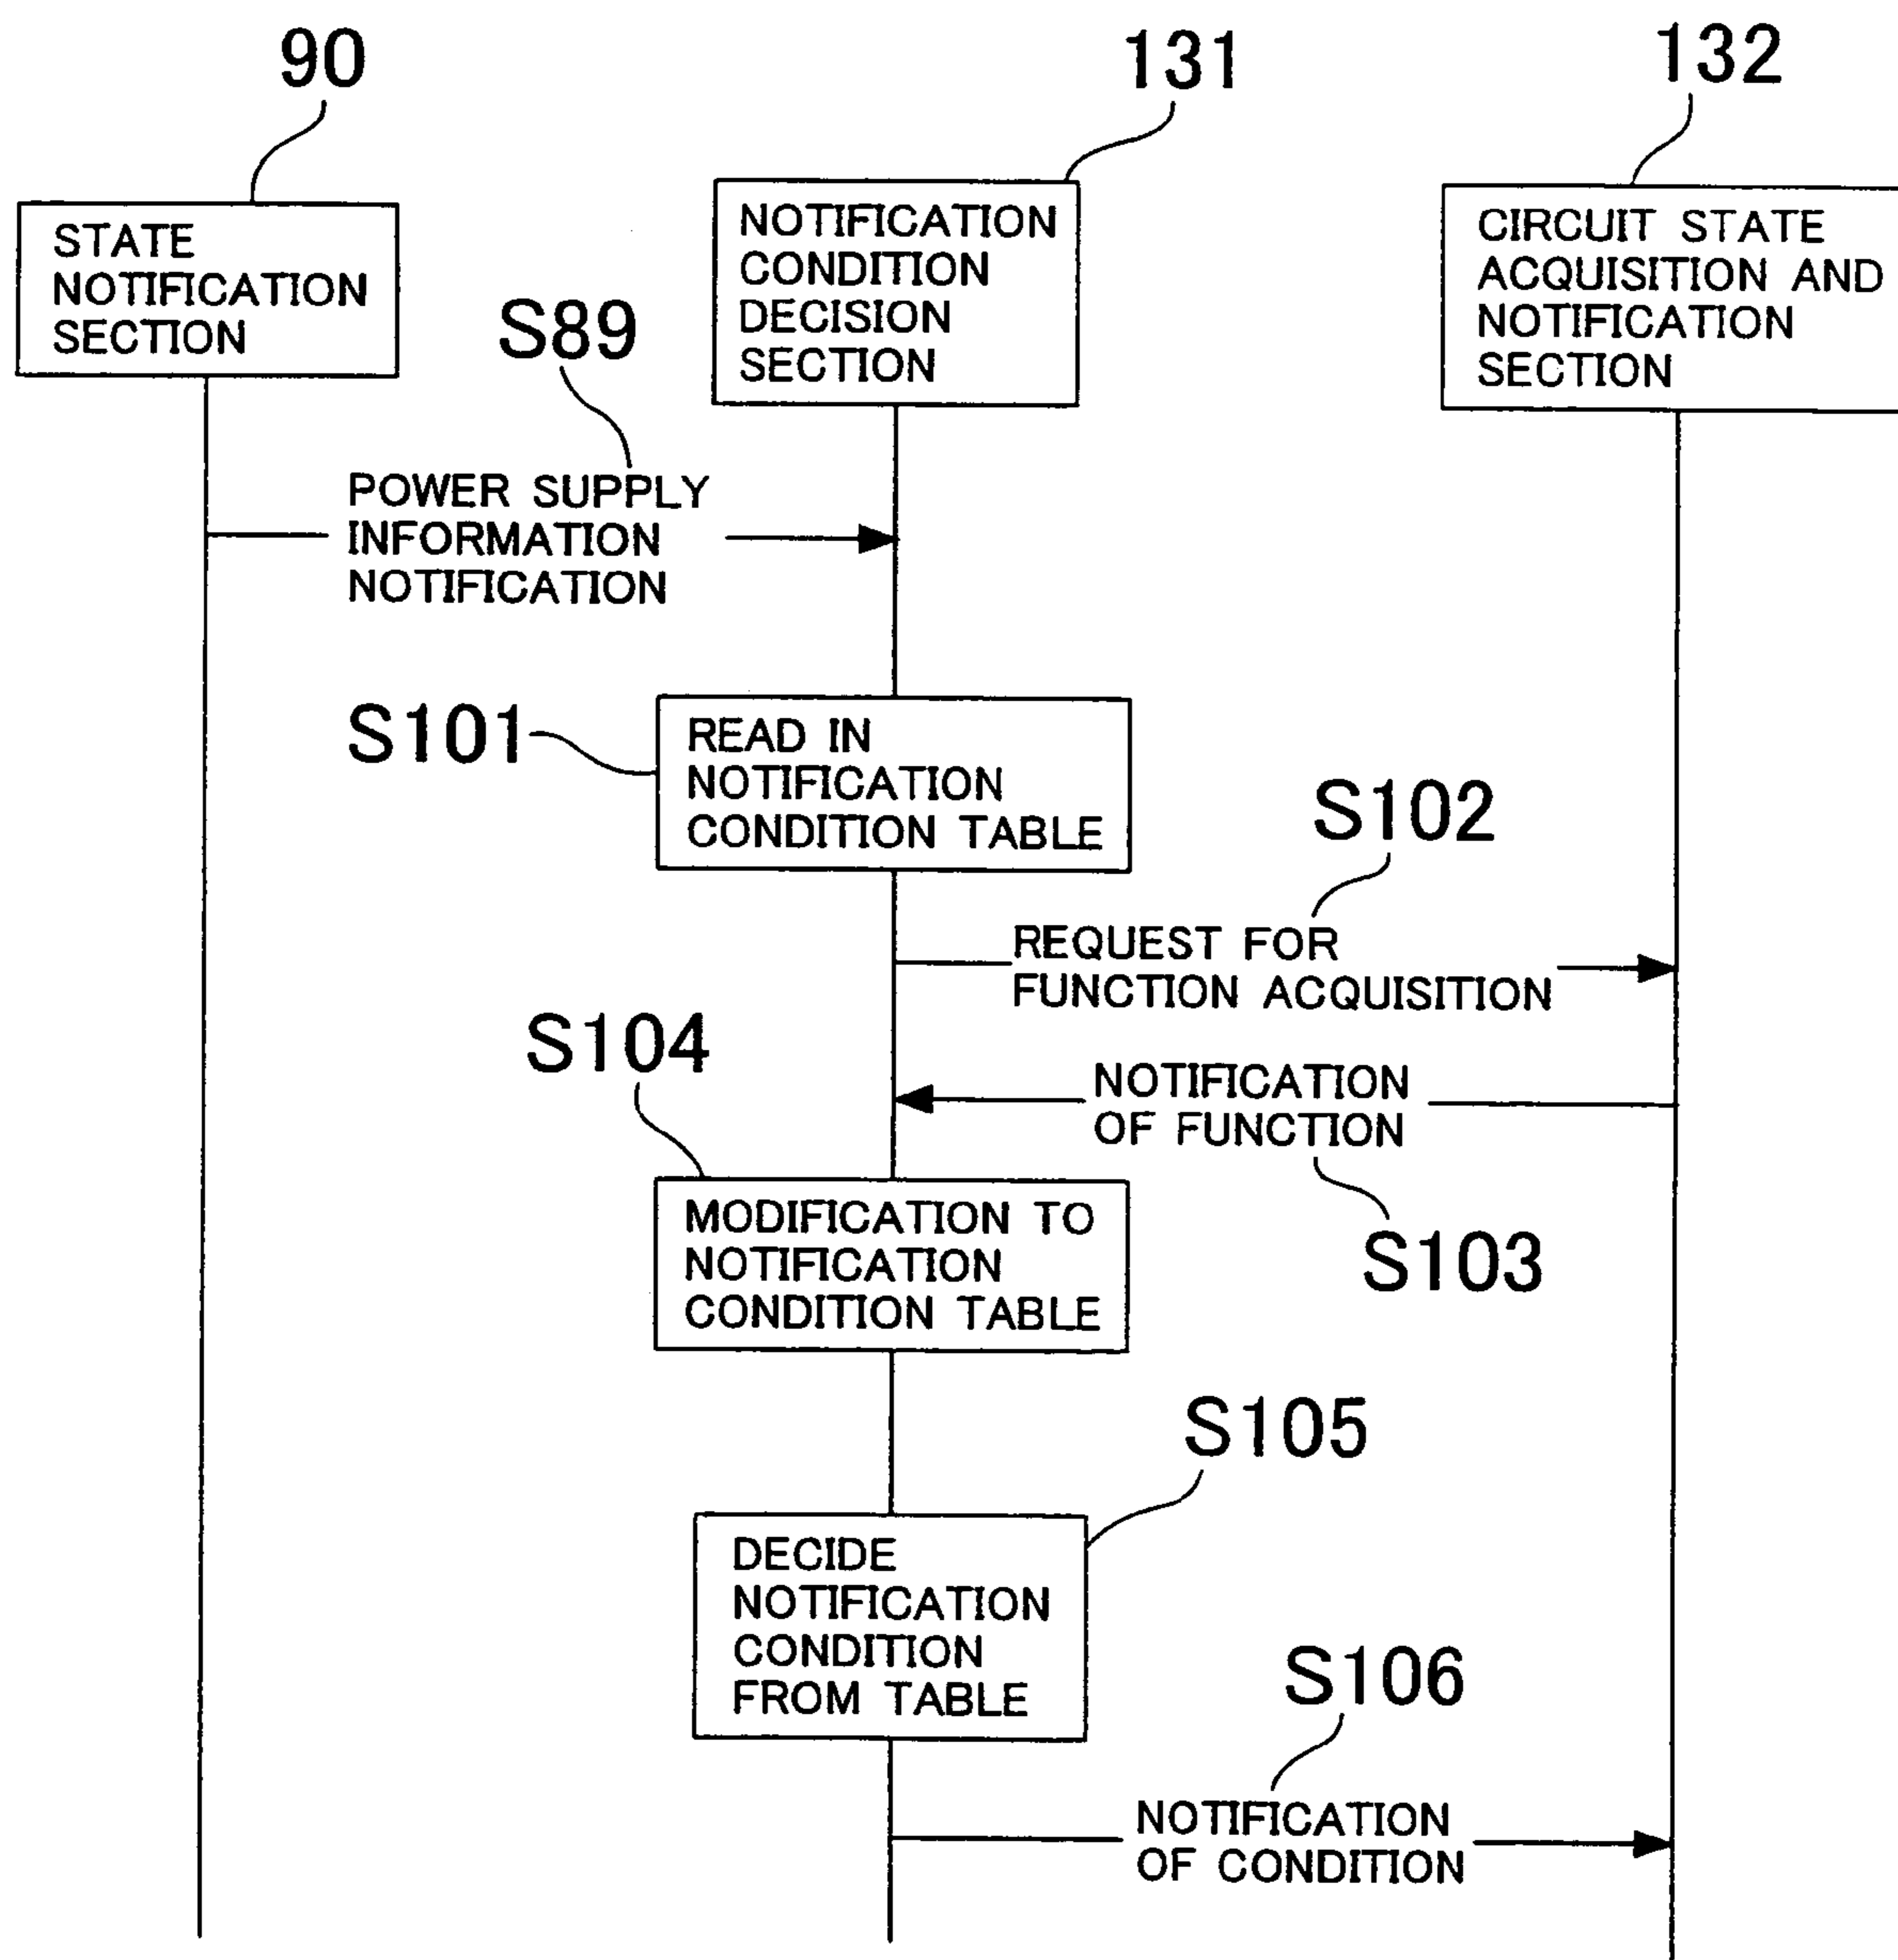 90
131
132
STATE
NOTIFICATION
SECTION
NOTIFICATION
CONDITION
DECISION
SECTION
CIRCUIT STATE
ACQUISITION AND
NOTIFICATION
SECTION
S89
POWER SUPPLY
INFORMATION
NOTIFICATION
S101
READ IN
NOTIFICATION
CONDITION TABLE
S102
REQUEST FOR
FUNCTION ACQUISITION
S104
NOTIFICATION
OF FUNCTION
S103
MODIFICATION TO
NOTIFICATION
CONDITION TABLE
S105
DECIDE
NOTIFICATION
CONDITION
FROM TABLE
S106
NOTIFICATION
OF CONDITION